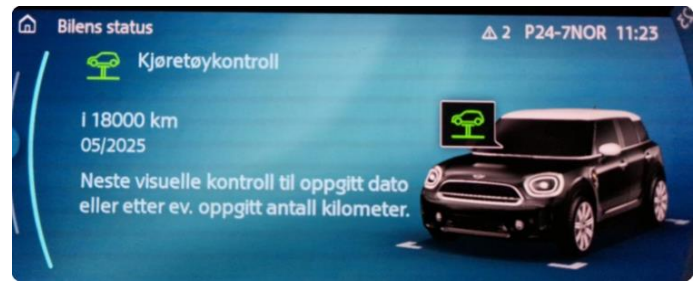 Bilens status
2 P24-7NOR 11:23
Kjøretøykontroll
I 18000 km
05/2025
Neste visuelle kontroll til oppgitt dato
eller etter ev. oppgitt antall kilometer.